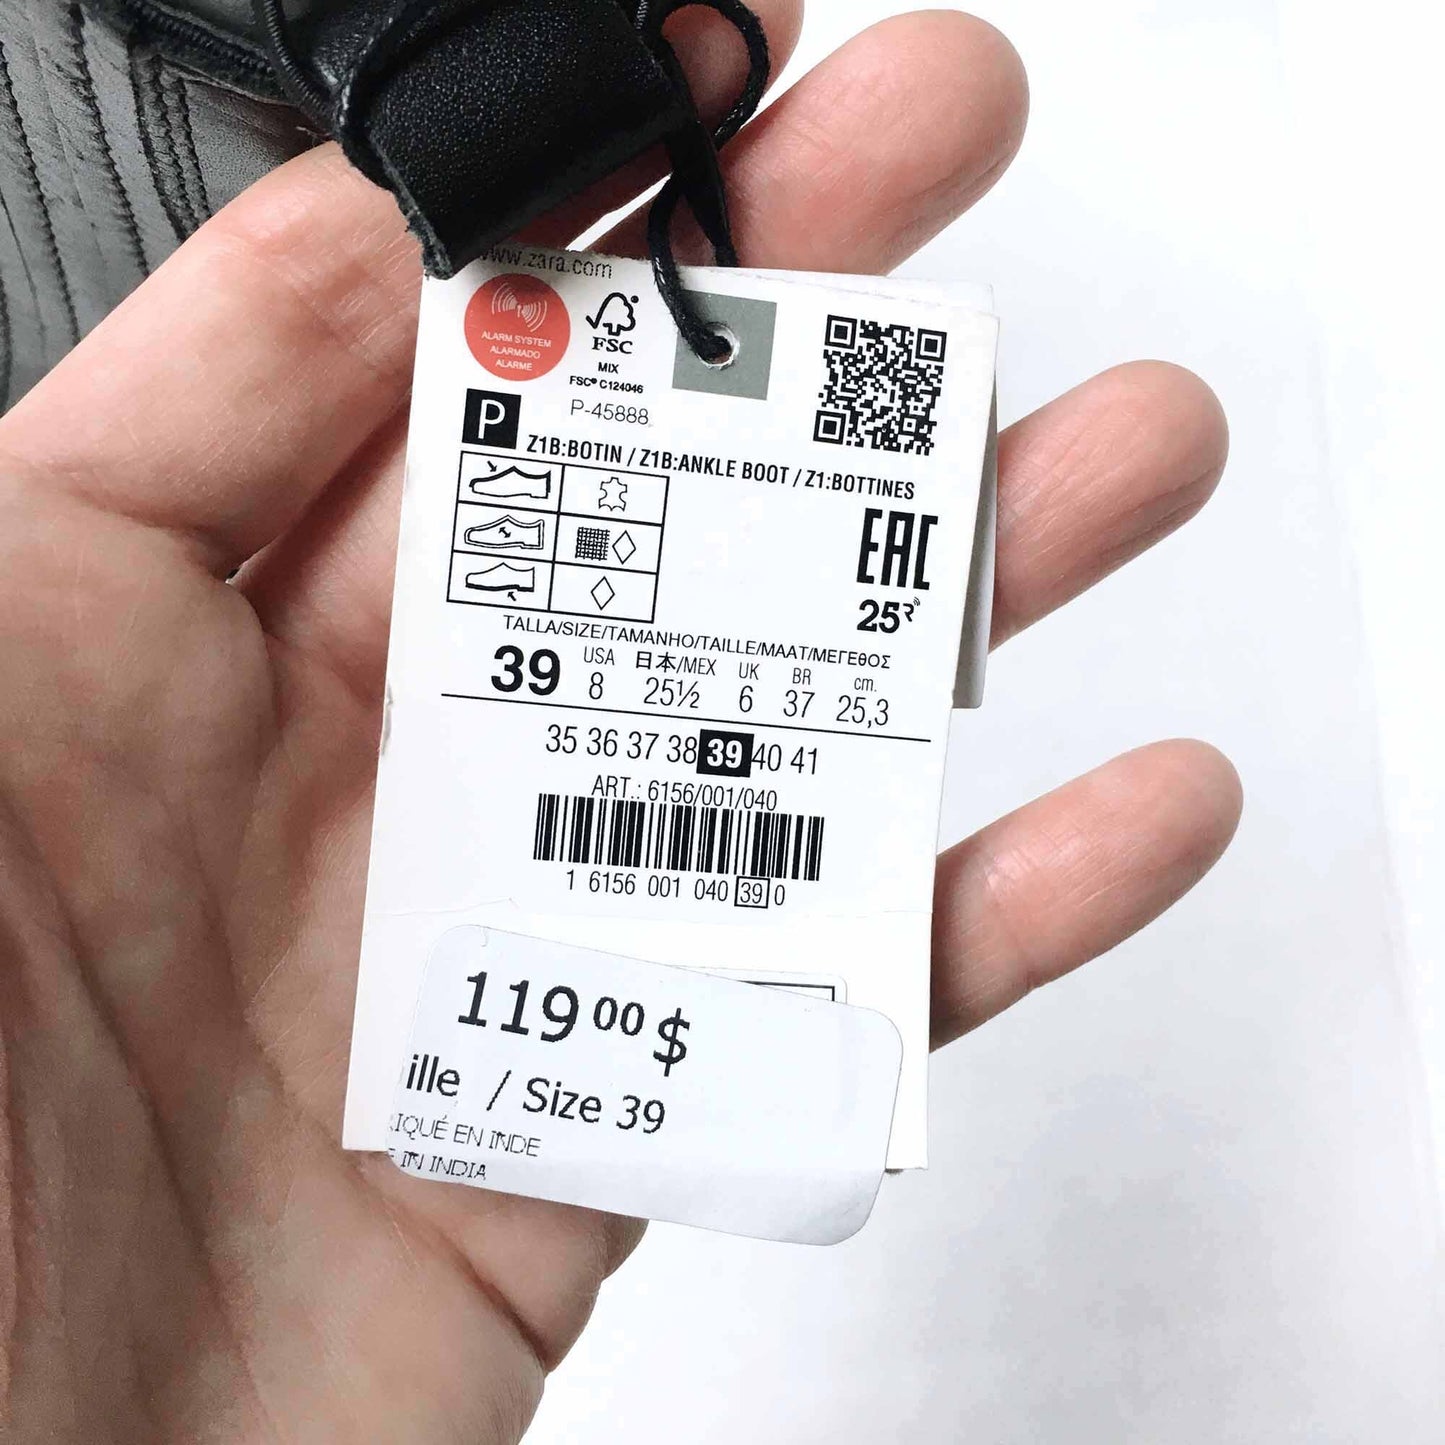 www.zara.com
ALARM SYSTEM
ALARMADO
ALARME
FSC
MIX
FSC® C124046
P-45888
P
Z1B:BOTIN / Z1B:ANKLE BOOT / Z1:BOTTINES
EAC
25
TALLA/SIZE/TAMANHO/TAILLE/MAAT/ΜΕΓΕθΟΣ
39 USA 日本/MEX UK BR cm.
8 25½ 6 37 25,3
35 36 37 38 39 40 41
ART.: 6156/001/040
1 6156 001 040 39 0
119 00 $
ille / Size 39
IQUÉ EN INDE
IN INDIA